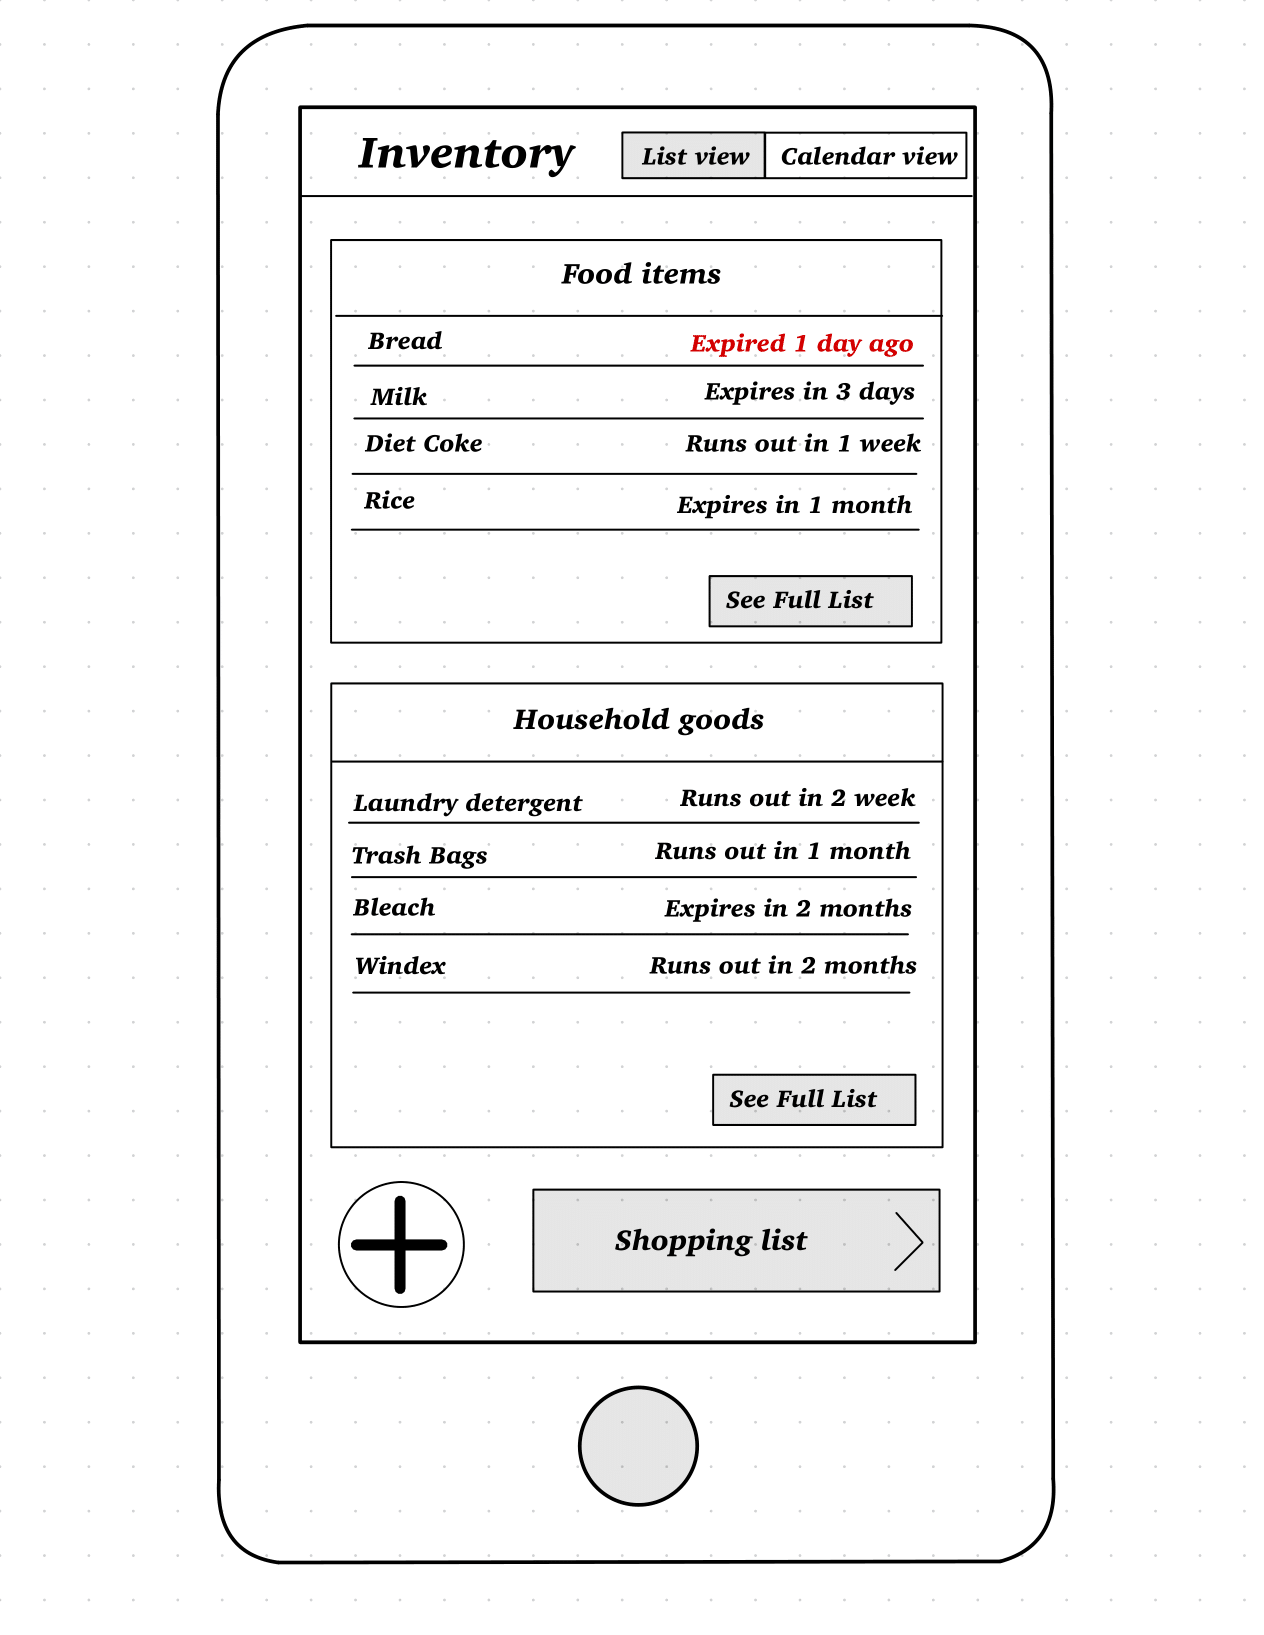 Inventory
List view
Calendar view
Food items
Bread
Expired 1 day ago
Milk
Expires in 3 days
Diet Coke
Runs out in 1 week
Rice
Expires in 1 month
See Full List
Household goods
Laundry detergent
Runs out in 2 week
Trash Bags
Runs out in 1 month
Bleach
Expires in 2 months
Windex
Runs out in 2 months
See Full List
Shopping list